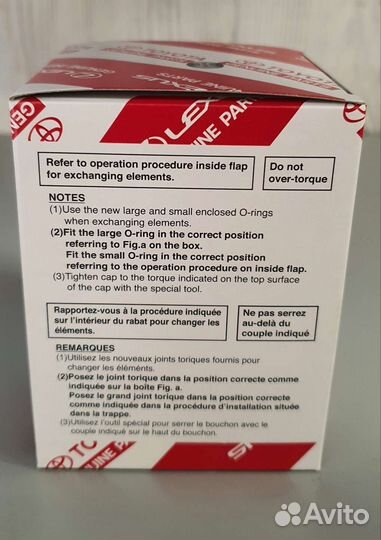 LEXUS
GENUINE PARTS
Refer to operation procedure inside flap
for exchanging elements.
Do not
over-torque
NOTES
(1)Use the new large and small enclosed O-rings
when exchanging elements.
(2)Fit the large O-ring in the correct position
referring to Fig.a on the box.
Fit the small O-ring in the correct position
referring to the operation procedure on inside flap.
(3)Tighten cap to the torque indicated on the top surface
of the cap with the special tool.
Rapportez-vous à la procédure indiquée
sur l'intérieur du rabat pour changer les
éléments.
Ne pas serrez
au-delà du
couple indiqué
REMARQUES
(1)Utilisez les nouveaux joints toriques fournis pour
changer les éléments.
(2)Posez le joint torique dans la position correcte comme
indiquée sur la boîte Fig. a.
Posez le grand joint torique dans la position correcte
comme indiquée dans la procédure d'installation située
dans la trappe.
(3)Utilisez l'outil spécial pour serrer le bouchon avec le
couple indiqué sur le haut du bouchon.
Avito